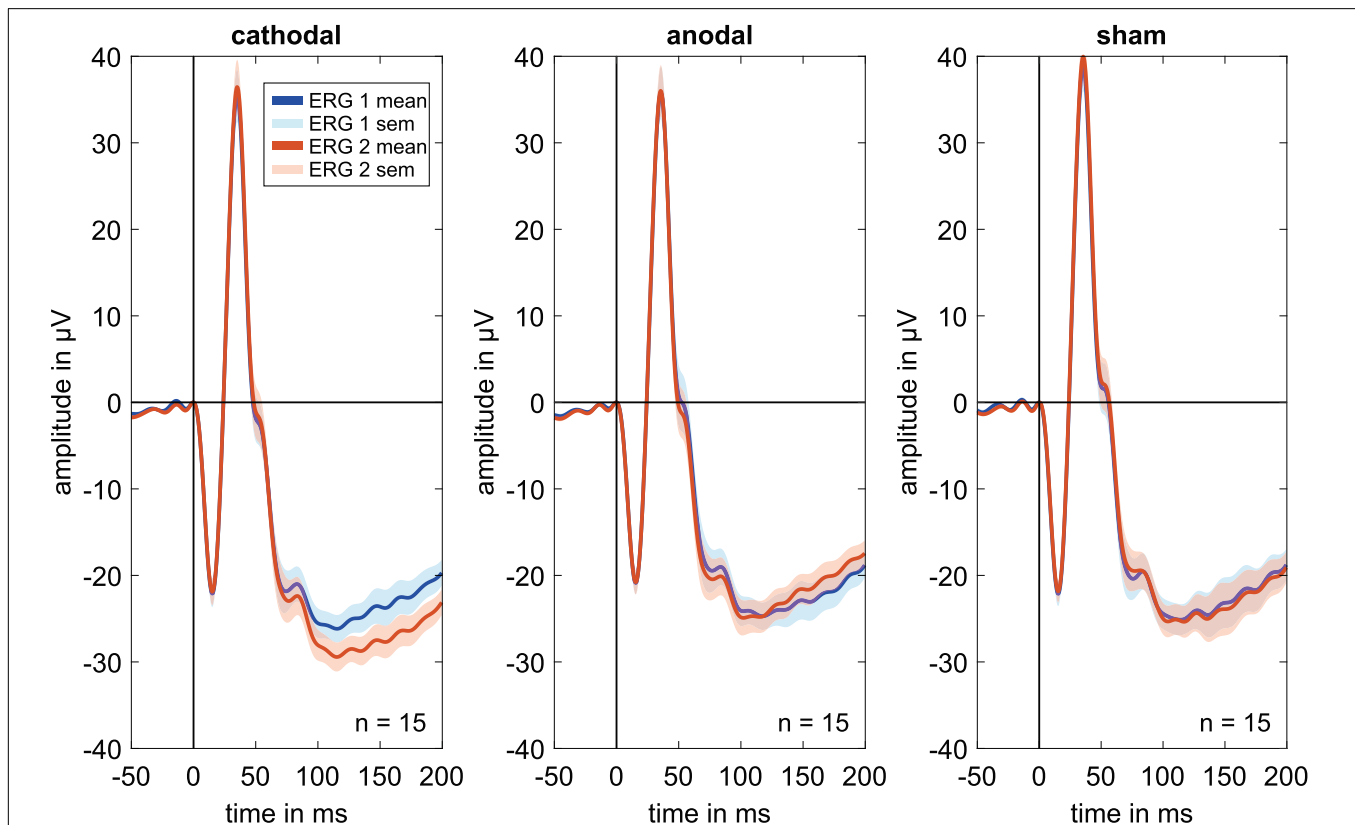 cathodal
anodal
sham
40
30
20
10
0
-10
-20
-30
-40
amplitude in µV
-50 0 50 100 150 200
time in ms
ERG 1 mean
ERG 1 sem
ERG 2 mean
ERG 2 sem
n = 15
40
30
20
10
0
-10
-20
-30
-40
amplitude in µV
-50 0 50 100 150 200
time in ms
n = 15
40
30
20
10
0
-10
-20
-30
-40
amplitude in µV
-50 0 50 100 150 200
time in ms
n = 15